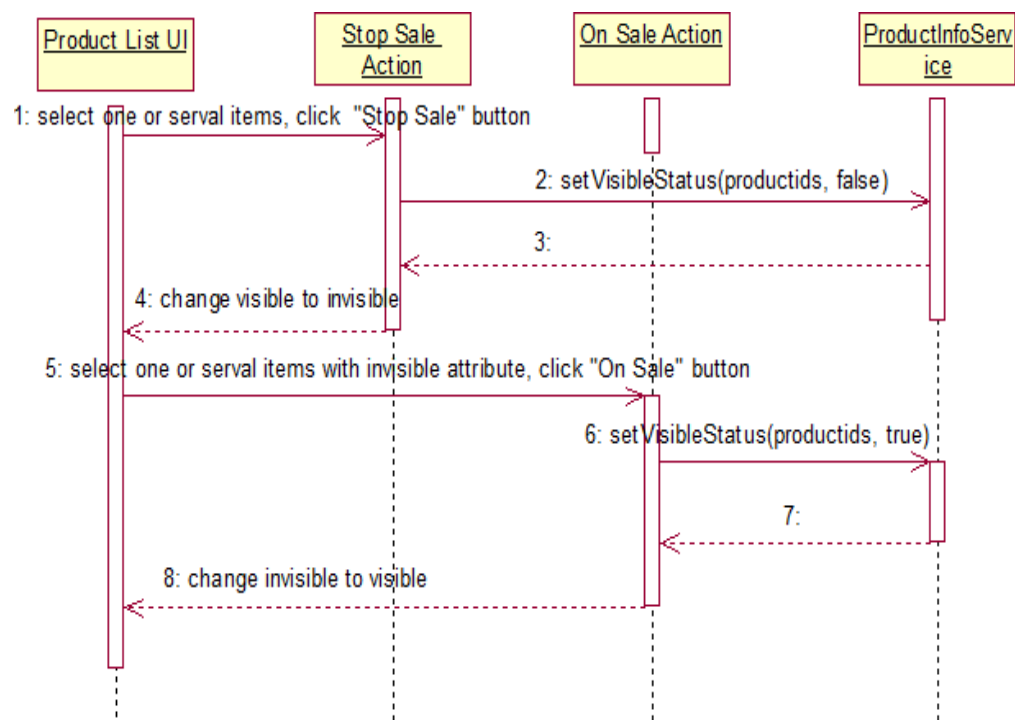 Product List UI
Stop Sale
Action
On Sale Action
ProductInfoServ
ice
1: select one or serval items, click "Stop Sale" button
2: setVisibleStatus(productids, false)
3:
4: change visible to invisible
5: select one or serval items with invisible attribute, click "On Sale" button
6: setVisibleStatus(productids, true)
7:
8: change invisible to visible